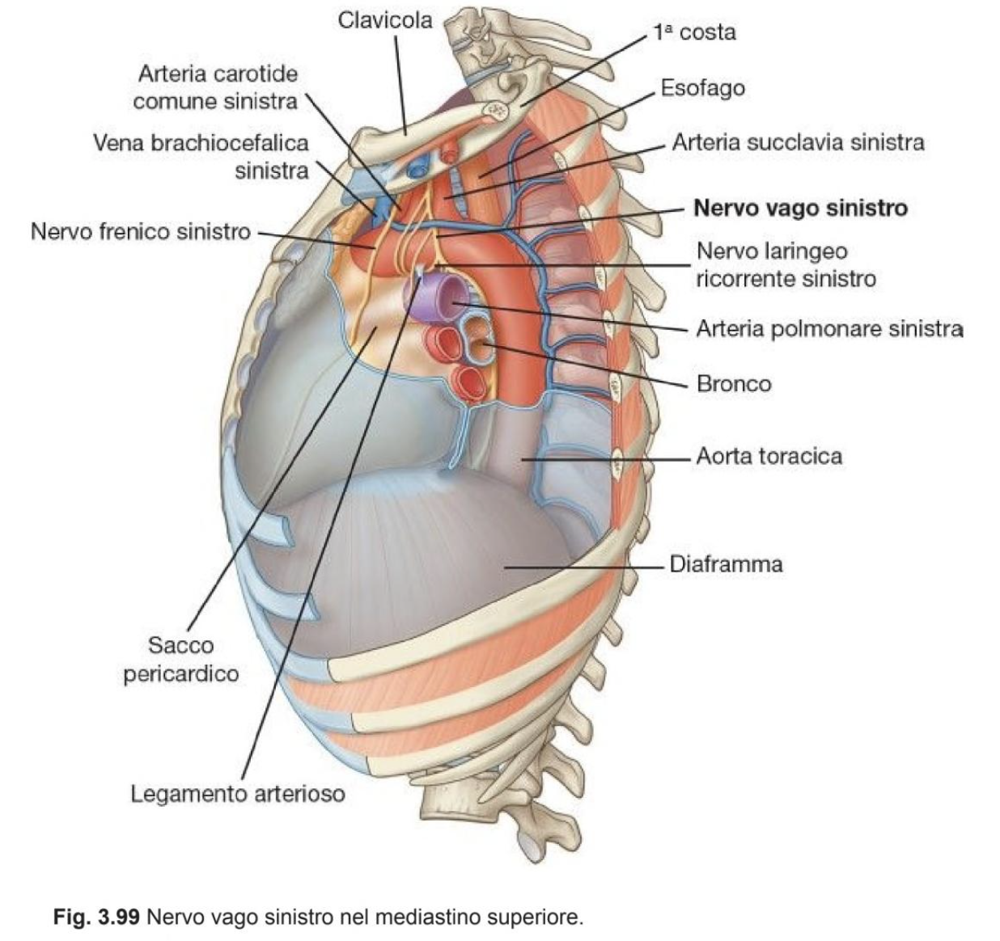 Clavicola
1ª costa
Arteria carotide
comune sinistra
Esofago
Vena brachiocefalica
sinistra
Arteria succlavia sinistra
Nervo vago sinistro
Nervo frenico sinistro
Nervo laringeo
ricorrente sinistro
Arteria polmonare sinistra
Bronco
Aorta toracica
Diaframma
Sacco
pericardico
Legamento arterioso
Fig. 3.99 Nervo vago sinistro nel mediastino superiore.